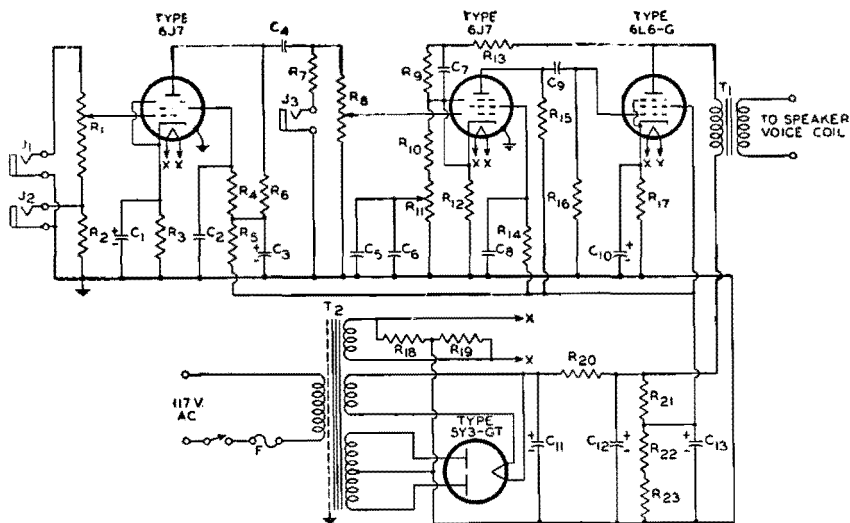 TYPE
6J7
TYPE
6J7
TYPE
6L6-G
C4
R7
J3
R8
R9
C7
R13
C9
R15
T1
R1
J1
J2
R2
C1
R3
C2
R4
R5
R6
C3
R10
R11
R12
C5
C6
C8
R14
R16
R17
C10
X X
X X
X X
TO SPEAKER
VOICE COIL
T2
X
R18
R19
X
R20
117 V.
AC
F
TYPE
5Y3-GT
C11
C12
R21
R22
R23
C13